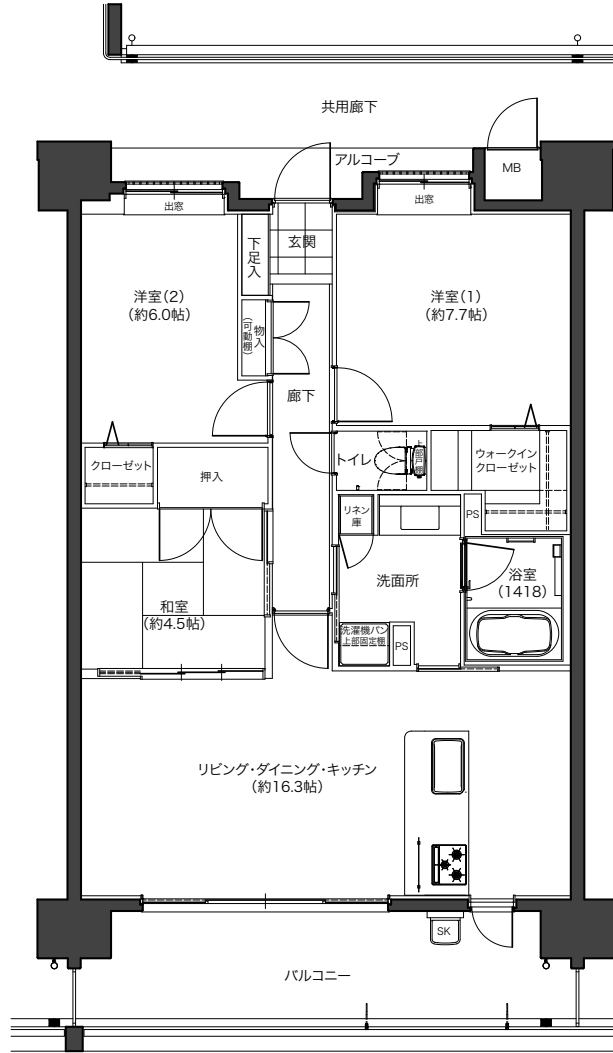 共用廊下
アルコーブ
MB
出窓
出窓
下足入
玄関
洋室(2)
(約6.0帖)
洋室(1)
(約7.7帖)
物入
(可動棚)
廊下
クローゼット
押入
トイレ
上部戸棚
ウォークイン
クローゼット
リネン
庫
PS
洗面所
浴室
(1418)
和室
(約4.5帖)
洗濯機パン
上部固定棚
PS
リビング・ダイニング・キッチン
(約16.3帖)
SK
バルコニー